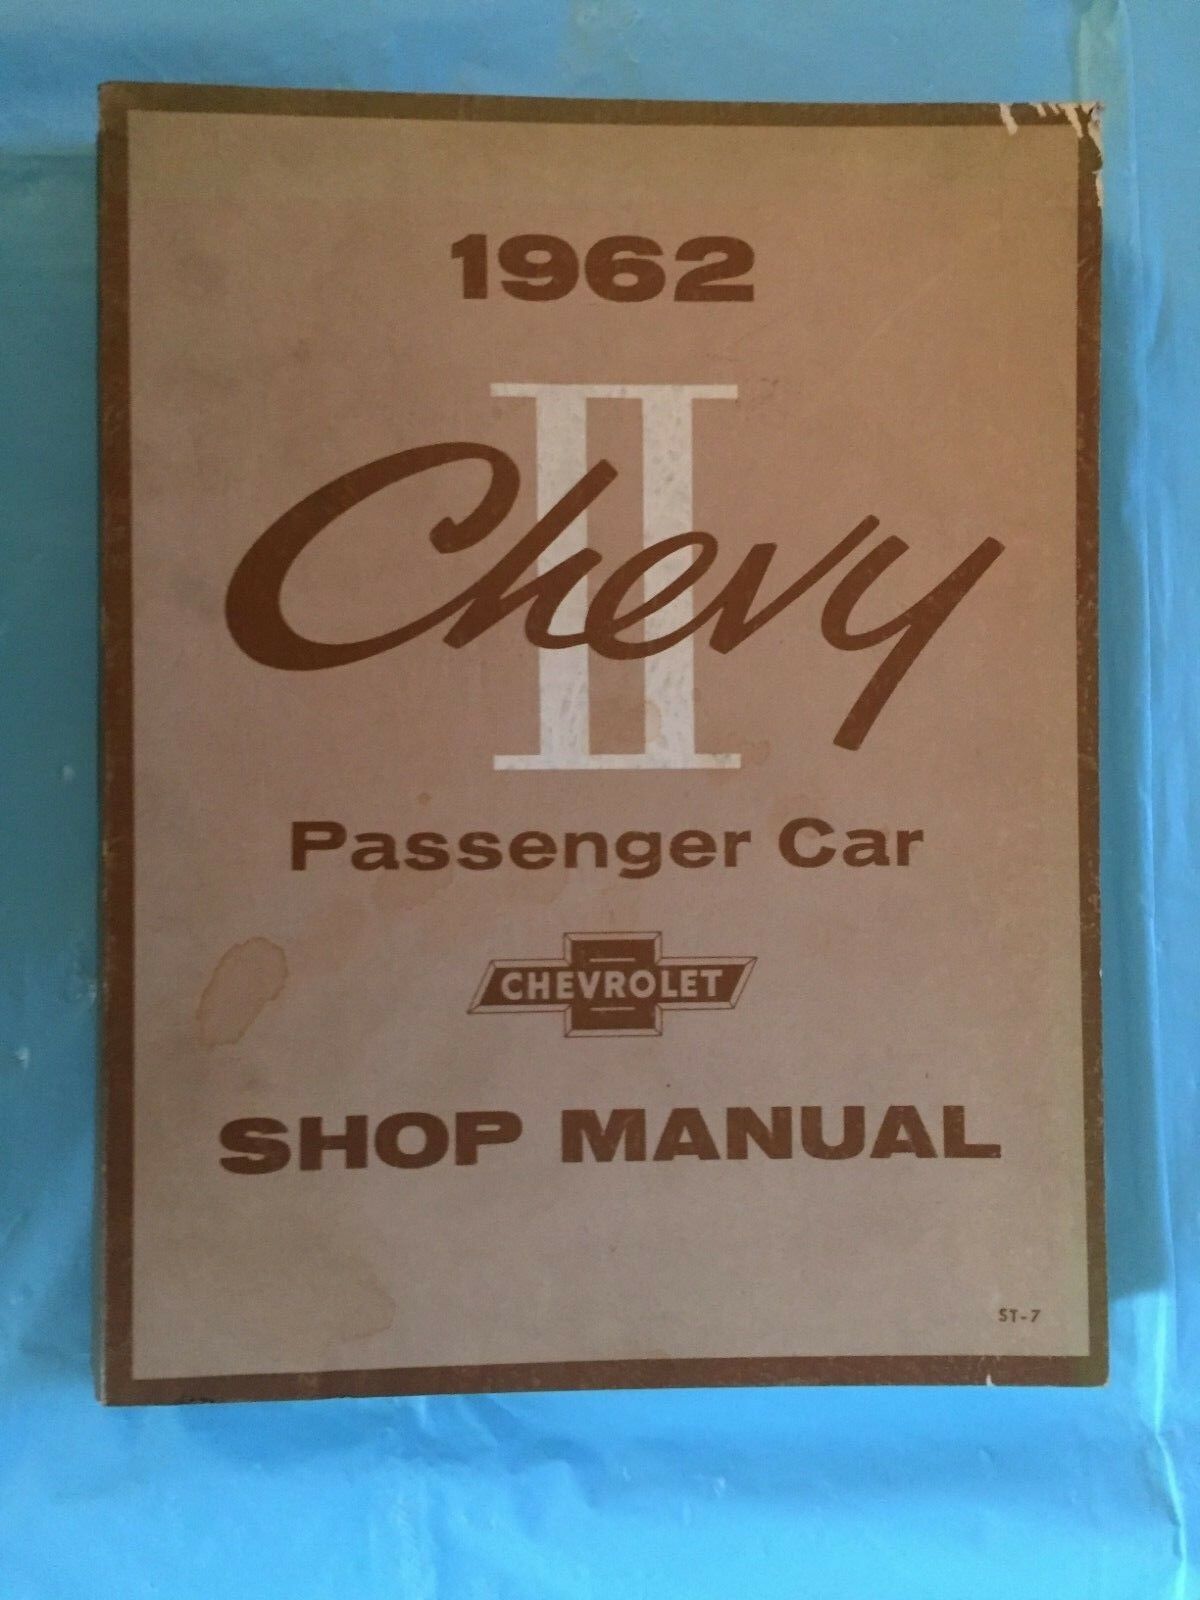 1962
II
Chevy
Passenger Car
CHEVROLET
SHOP MANUAL
ST-7